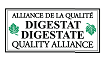 ALLIANCE DE LA QUALITÉ
DIGESTAT
DIGESTATE
QUALITY ALLIANCE